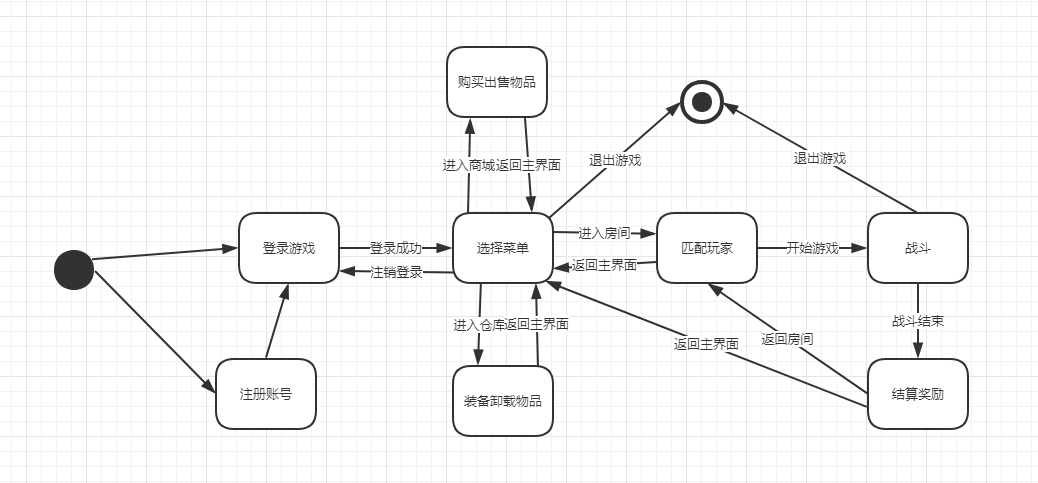 购买出售物品
进入商城
返回主界面
退出游戏
退出游戏
登录游戏
登录成功
注销登录
选择菜单
进入房间
返回主界面
匹配玩家
开始游戏
战斗
进入仓库
返回主界面
战斗结束
返回主界面
返回房间
注册账号
装备卸载物品
结算奖励